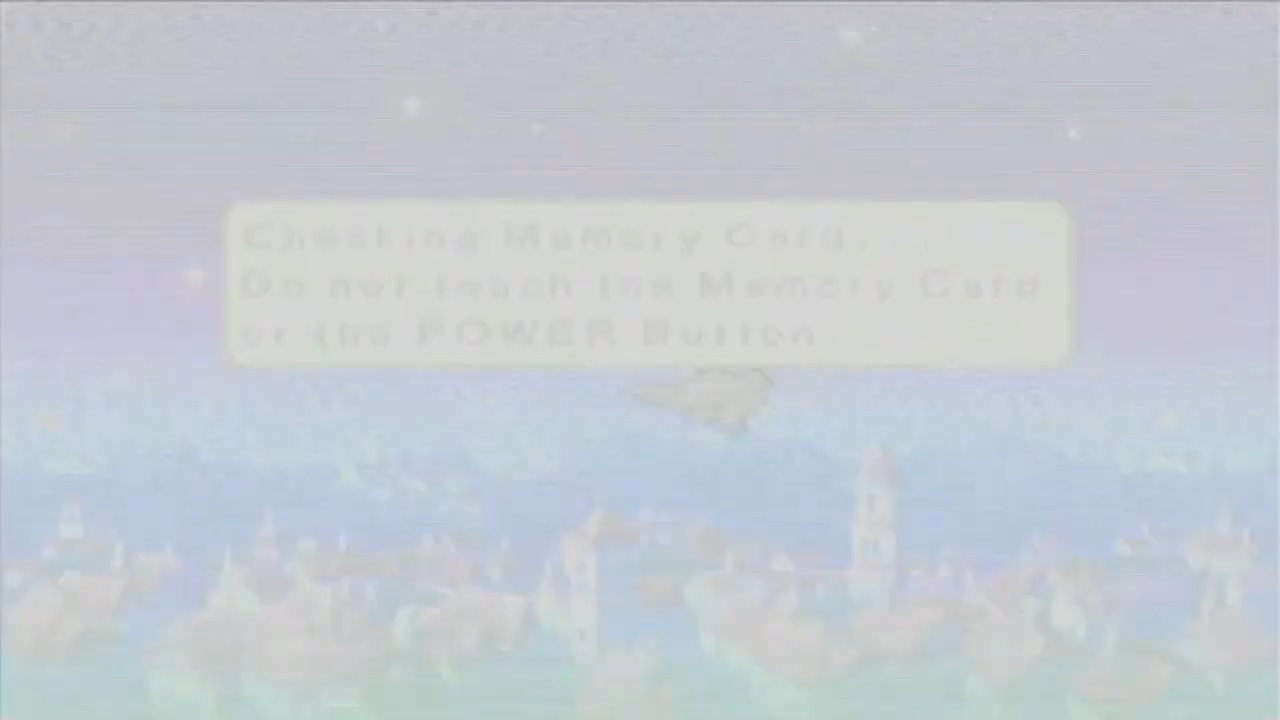 Checking Memory Card.
Do not touch the Memory Card
or the POWER Button